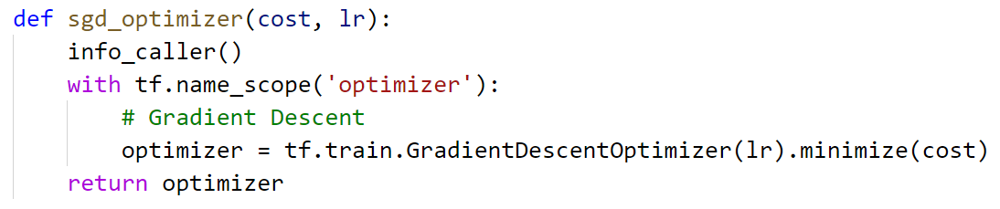 def sgd_optimizer(cost, lr):
    info_caller()
    with tf.name_scope('optimizer'):
        # Gradient Descent
        optimizer = tf.train.GradientDescentOptimizer(lr).minimize(cost)
    return optimizer